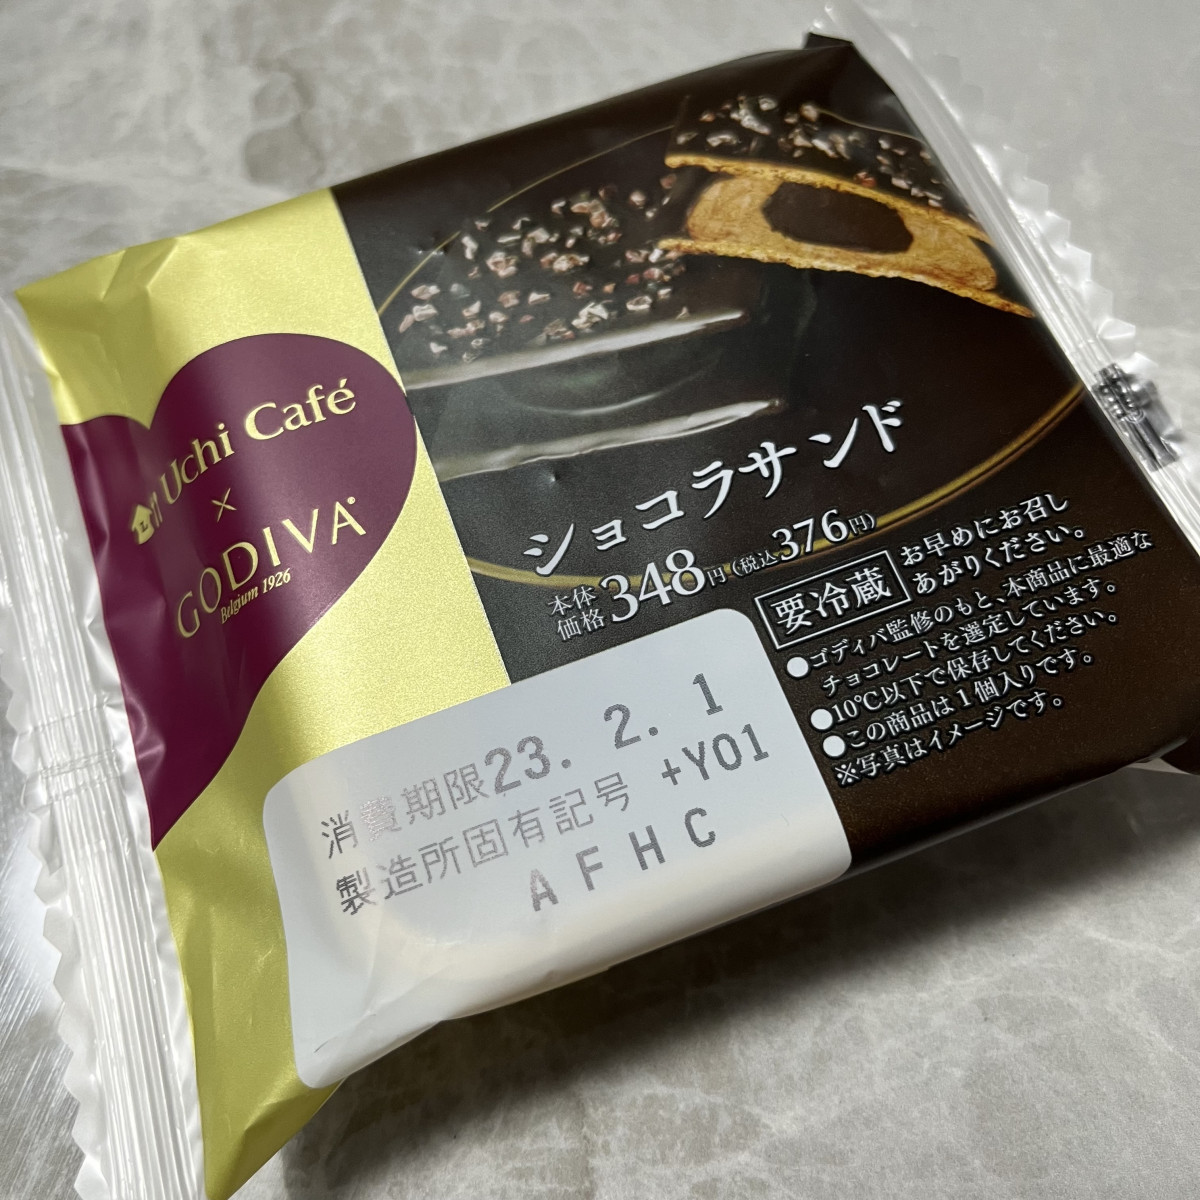 Uchi Café
×
GODIVA
Belgium 1926
ショコラサンド
本体価格348円(税込376円)
要冷蔵
お早めにお召し
あがりください。
●ゴディバ監修のもと、本商品に最適な
チョコレートを選定しています。
●10℃以下で保存してください。
●この商品は1個入りです。
※写真はイメージです。
消費期限23. 2. 1
製造所固有記号 +Y01
AFHC